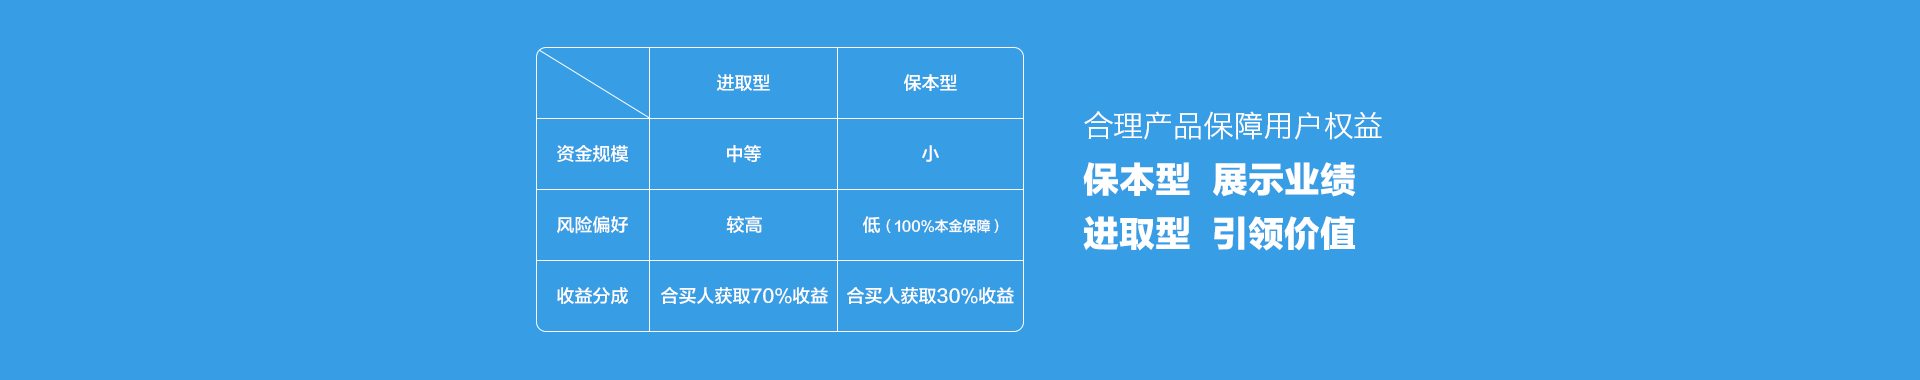 进取型 保本型
资金规模 中等 小
风险偏好 较高 低（100%本金保障）
收益分成 合买人获取70%收益 合买人获取30%收益
合理产品保障用户权益
保本型 展示业绩
进取型 引领价值